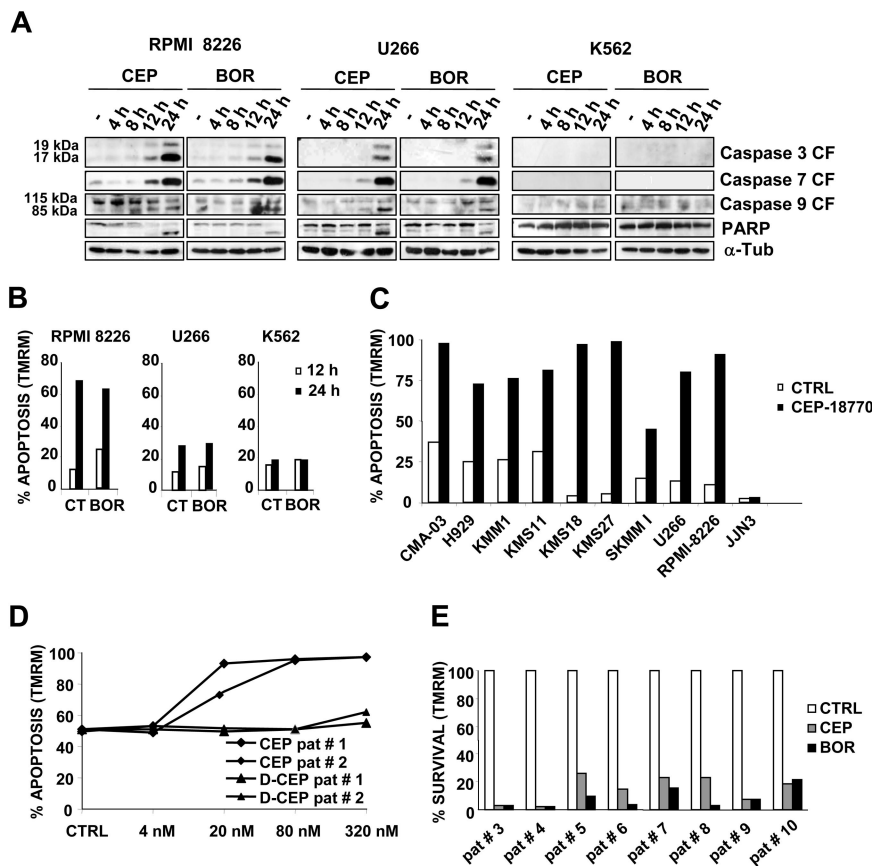 A
RPMI 8226
U266
K562
CEP BOR CEP BOR CEP BOR
- 4 h 8 h 12 h 24 h - 4 h 8 h 12 h 24 h - 4 h 8 h 12 h 24 h - 4 h 8 h 12 h 24 h - 4 h 8 h 12 h 24 h - 4 h 8 h 12 h 24 h
19 kDa
17 kDa
Caspase 3 CF
Caspase 7 CF
115 kDa
85 kDa
Caspase 9 CF
PARP
α-Tub
B
RPMI 8226
U266
K562
% APOPTOSIS (TMRM)
80
60
40
20
0
80
60
40
20
0
80
60
40
20
0
12 h
24 h
CT BOR
CT BOR
CT BOR
C
% APOPTOSIS (TMRM)
100
75
50
25
0
CTRL
CEP-18770
CMA-03
H929
KMM1
KMS11
KMS18
KMS27
SKMM I
U266
RPMI-8226
JJN3
D
% APOPTOSIS (TMRM)
100
80
60
40
20
0
CEP pat # 1
CEP pat # 2
D-CEP pat # 1
D-CEP pat # 2
CTRL 4 nM 20 nM 80 nM 320 nM
E
% SURVIVAL (TMRM)
100
80
60
40
20
0
CTRL
CEP
BOR
pat # 3
pat # 4
pat # 5
pat # 6
pat # 7
pat # 8
pat # 9
pat # 10